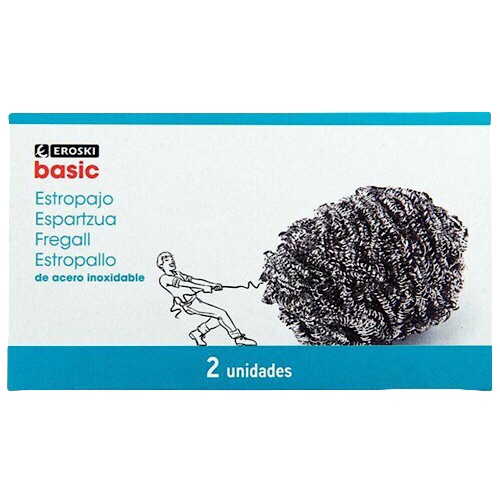 EROSKI
basic
Estropajo
Espartzua
Fregall
Estropallo
de acero inoxidable
2 unidades